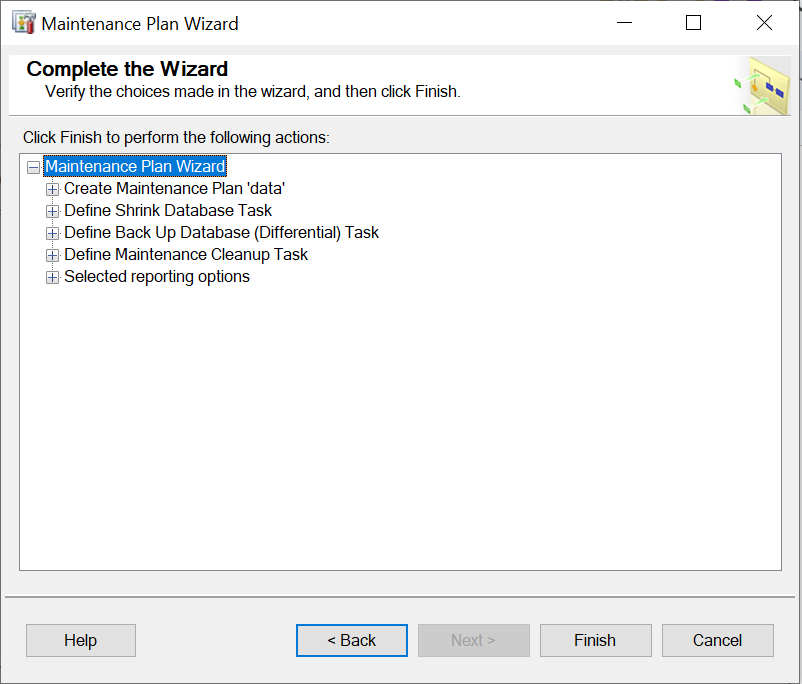 Maintenance Plan Wizard
Complete the Wizard
Verify the choices made in the wizard, and then click Finish.
Click Finish to perform the following actions:
Maintenance Plan Wizard
Create Maintenance Plan 'data'
Define Shrink Database Task
Define Back Up Database (Differential) Task
Define Maintenance Cleanup Task
Selected reporting options
Help
< Back
Next >
Finish
Cancel